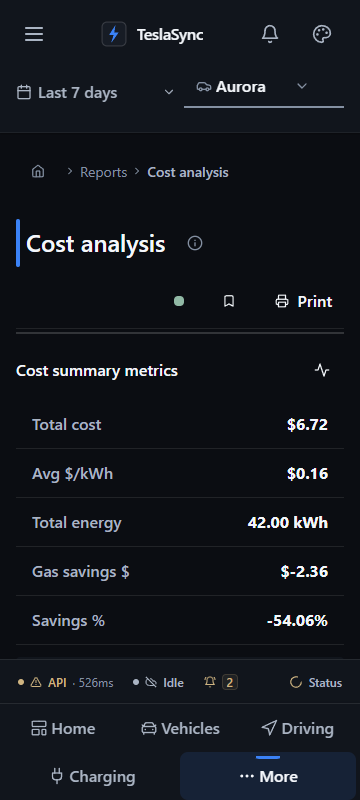 TeslaSync
Last 7 days
Aurora
Reports
Cost analysis
Cost analysis
Print
Cost summary metrics
Total cost $6.72
Avg $/kWh $0.16
Total energy 42.00 kWh
Gas savings $ $-2.36
Savings % -54.06%
API · 526ms Idle 2 Status
Home Vehicles Driving
Charging More